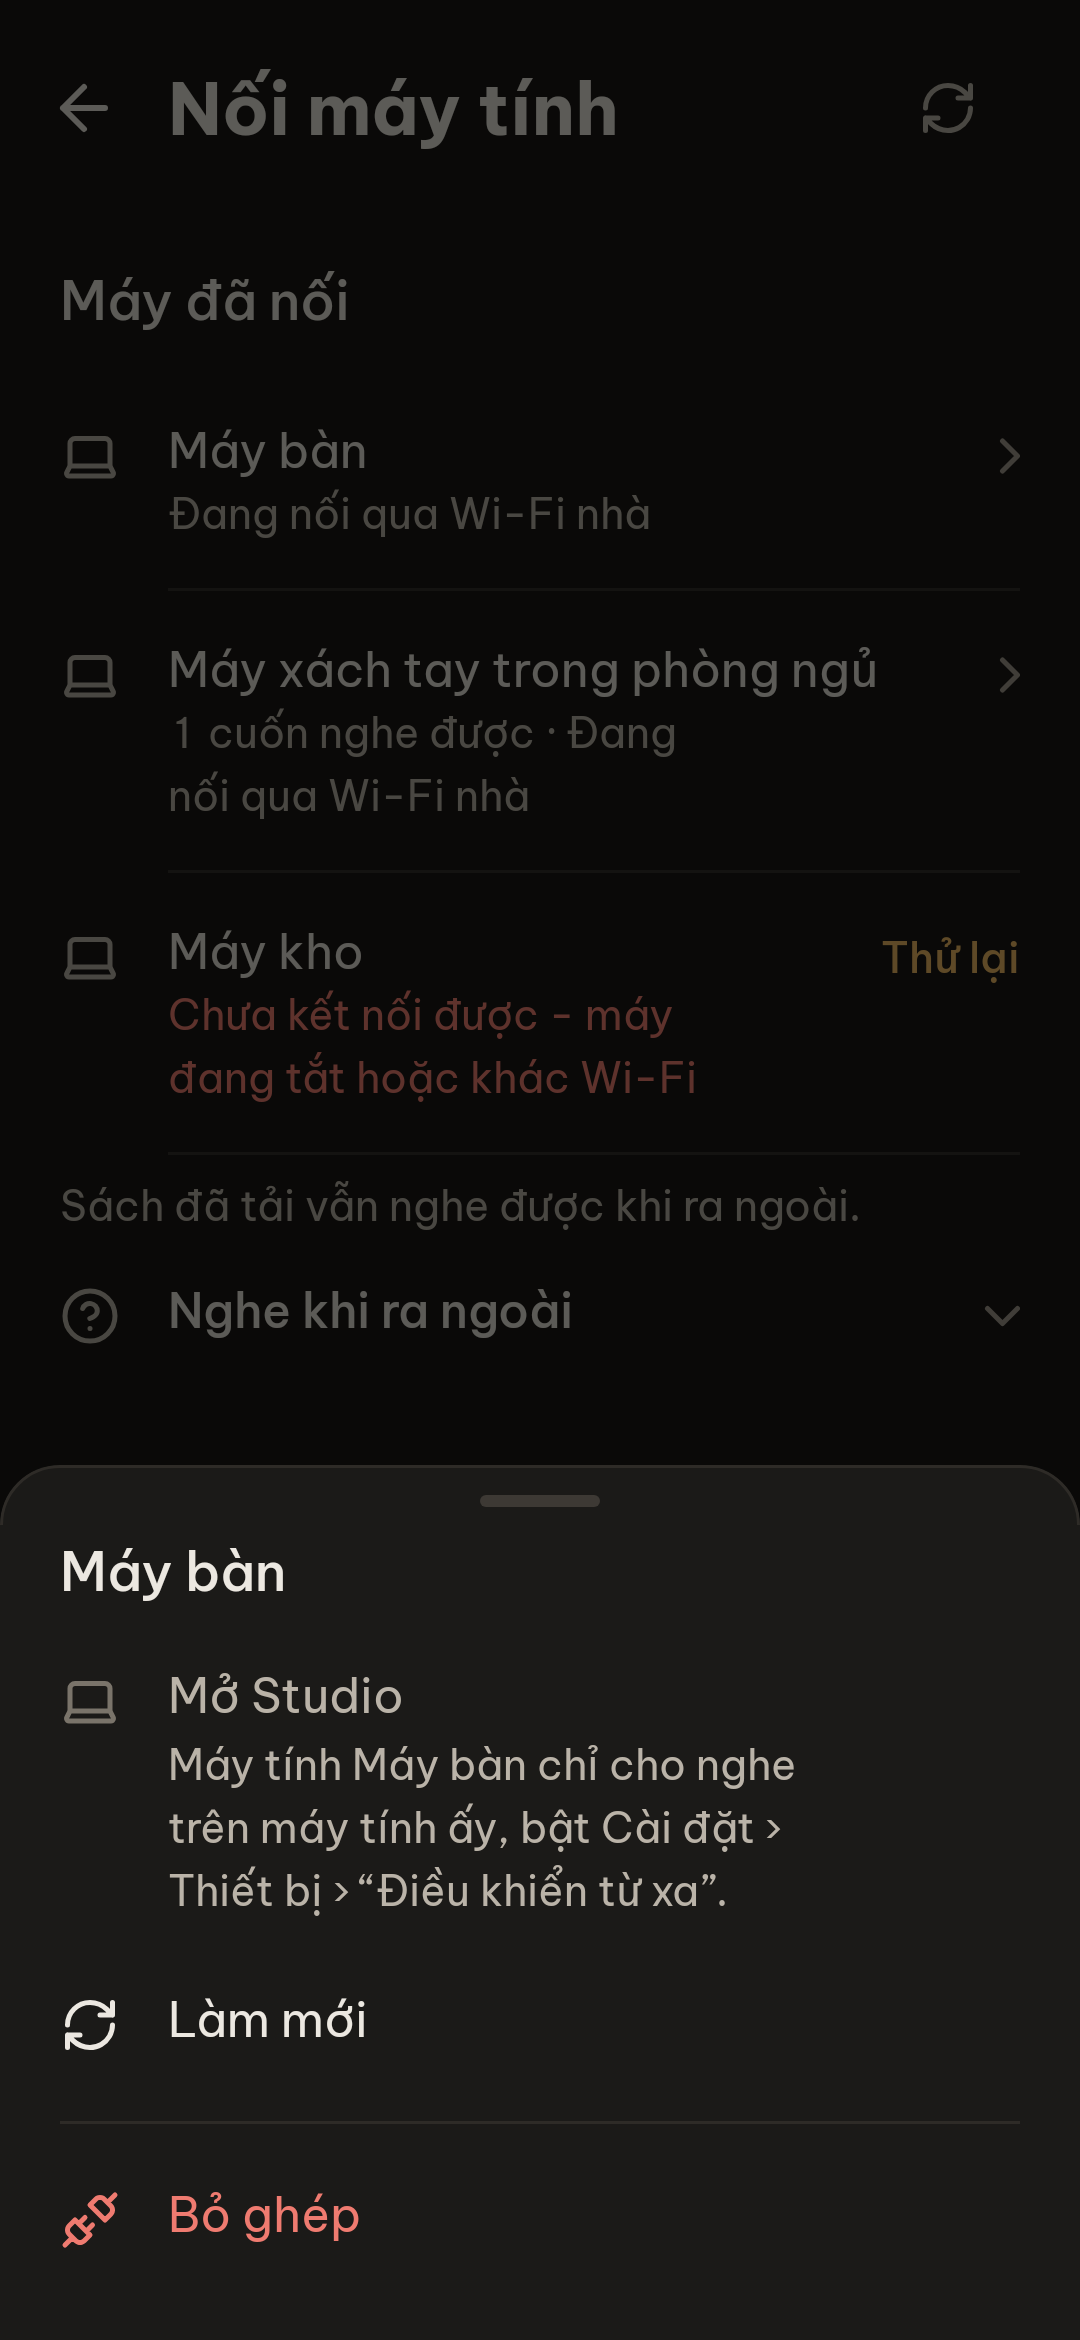 Nối máy tính
Máy đã nối
Máy bàn
Đang nối qua Wi-Fi nhà
Máy xách tay trong phòng ngủ
1 cuốn nghe được · Đang
nối qua Wi-Fi nhà
Máy kho
Thử lại
Chưa kết nối được - máy
đang tắt hoặc khác Wi-Fi
Sách đã tải vẫn nghe được khi ra ngoài.
Nghe khi ra ngoài
Máy bàn
Mở Studio
Máy tính Máy bàn chỉ cho nghe
trên máy tính ấy, bật Cài đặt ›
Thiết bị › “Điều khiển từ xa”.
Làm mới
Bỏ ghép